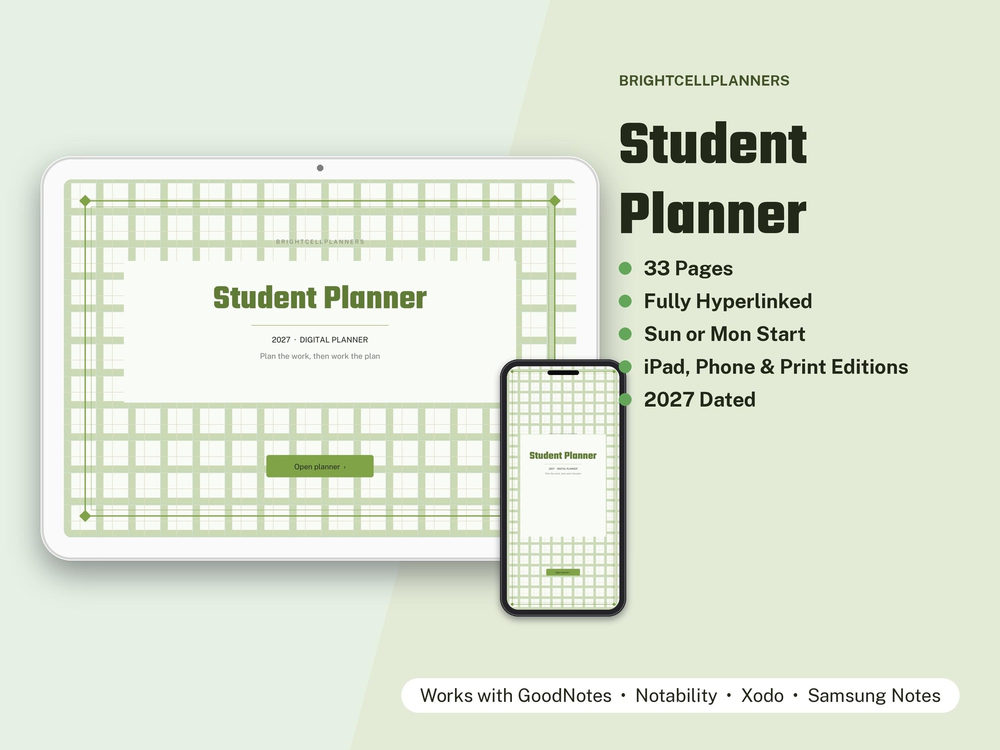 BRIGHTCELLPLANNERS
Student
Planner
33 Pages
Fully Hyperlinked
Sun or Mon Start
iPad, Phone & Print Editions
2027 Dated
BRIGHTCELLPLANNERS
Student Planner
2027 · DIGITAL PLANNER
Plan the work, then work the plan
Open planner ›
Student Planner
2027 · DIGITAL PLANNER
Works with GoodNotes • Notability • Xodo • Samsung Notes